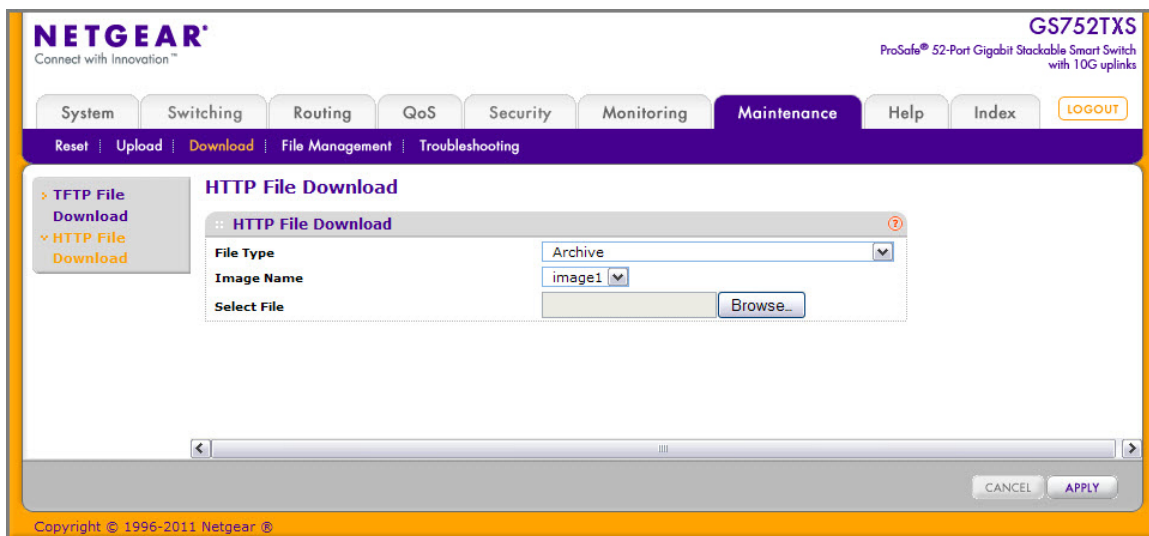 NETGEAR®
Connect with Innovation™
GS752TXS
ProSafe® 52-Port Gigabit Stackable Smart Switch
with 10G uplinks
System Switching Routing QoS Security Monitoring Maintenance Help Index LOGOUT
Reset | Upload | Download | File Management | Troubleshooting
TFTP File
Download
HTTP File
Download
HTTP File Download
HTTP File Download
File Type Archive
Image Name image1
Select File Browse...
CANCEL APPLY
Copyright © 1996-2011 Netgear ®